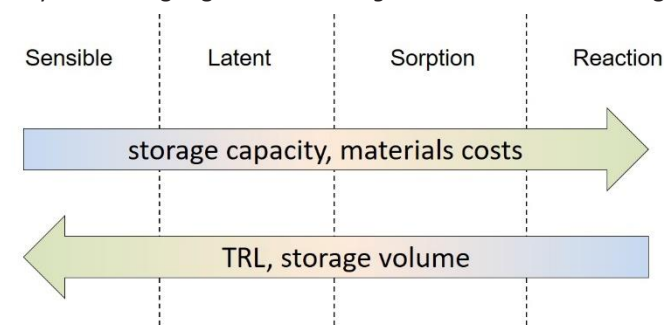 Sensible Latent Sorption Reaction
storage capacity, materials costs
TRL, storage volume